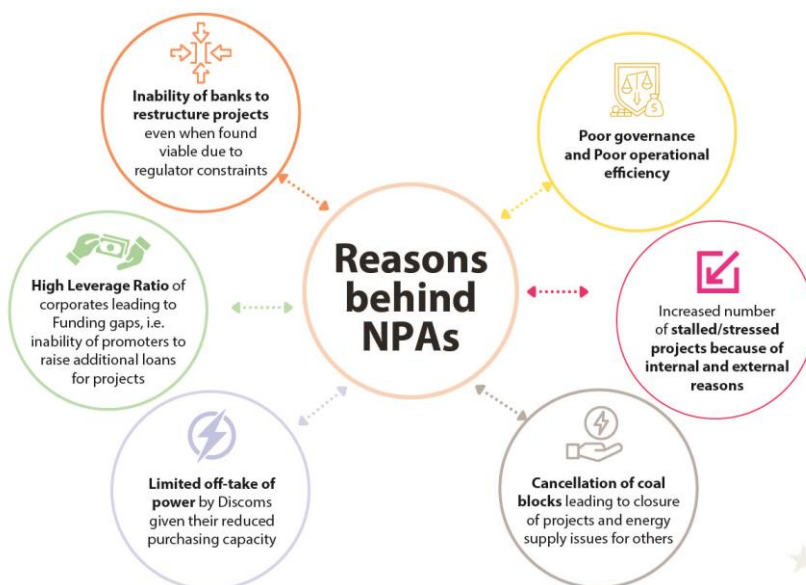 Inability of banks to
restructure projects
even when found
viable due to
regulator constraints
Poor governance
and Poor operational
efficiency
Reasons
behind
NPAs
High Leverage Ratio of
corporates leading to
Funding gaps, i.e.
inability of promoters to
raise additional loans
for projects
Increased number
of stalled/stressed
projects because of
internal and external
reasons
Limited off-take of
power by Discoms
given their reduced
purchasing capacity
Cancellation of coal
blocks leading to closure
of projects and energy
supply issues for others